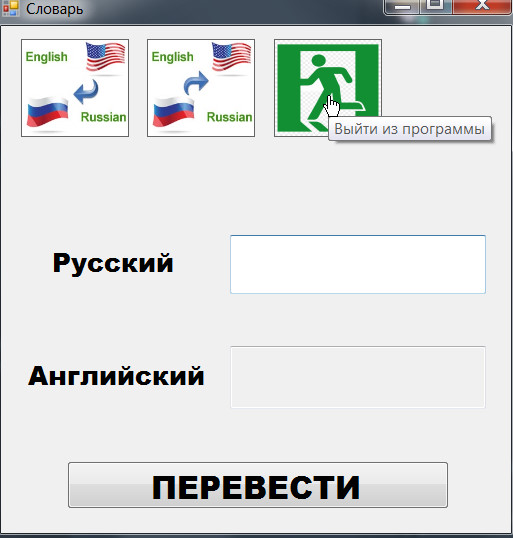 Словарь
English
Russian
English
Russian
Выйти из программы
Русский
Английский
ПЕРЕВЕСТИ